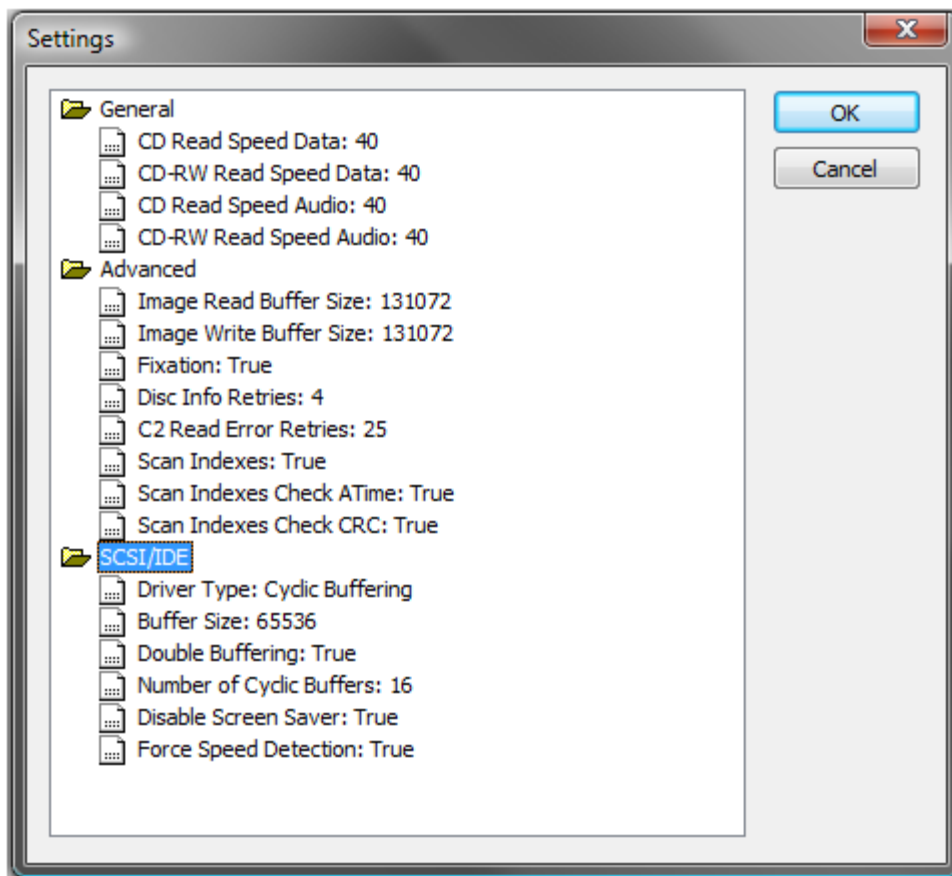 Settings
General
CD Read Speed Data: 40
CD-RW Read Speed Data: 40
CD Read Speed Audio: 40
CD-RW Read Speed Audio: 40
Advanced
Image Read Buffer Size: 131072
Image Write Buffer Size: 131072
Fixation: True
Disc Info Retries: 4
C2 Read Error Retries: 25
Scan Indexes: True
Scan Indexes Check ATime: True
Scan Indexes Check CRC: True
SCSI/IDE
Driver Type: Cyclic Buffering
Buffer Size: 65536
Double Buffering: True
Number of Cyclic Buffers: 16
Disable Screen Saver: True
Force Speed Detection: True
OK
Cancel